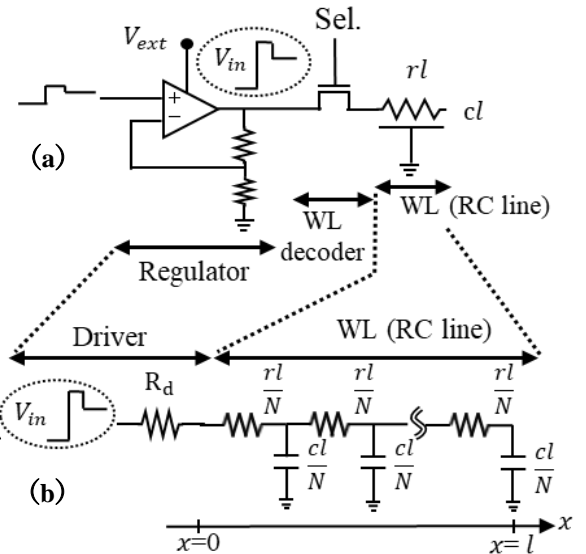 Sel.
V_ext
V_in
rl
cl
+
−
(a)
WL (RC line)
WL
decoder
Regulator
Driver
WL (RC line)
R_d
rl/N
rl/N
rl/N
V_in
cl/N
cl/N
cl/N
(b)
x
x=0
x= l